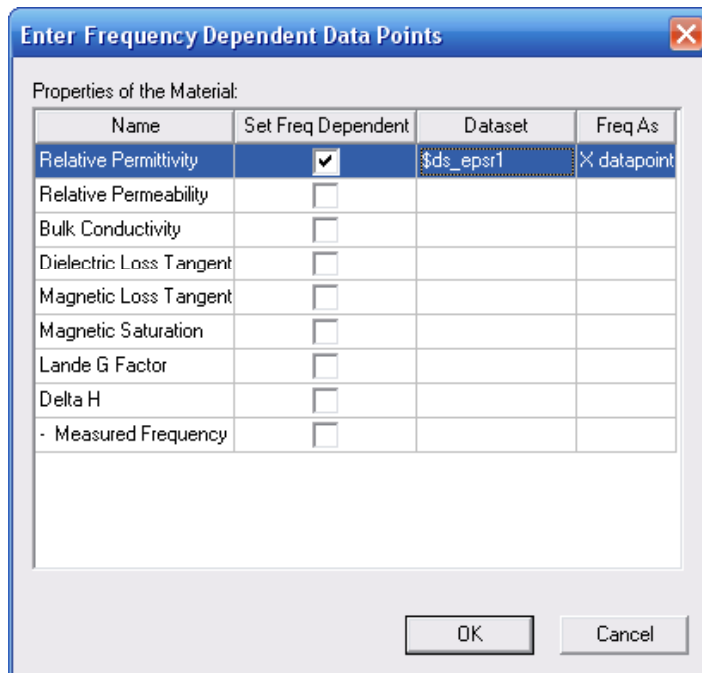 Enter Frequency Dependent Data Points
Properties of the Material:
Name Set Freq Dependent Dataset Freq As
Relative Permittivity $ds_epsr1 X datapoint
Relative Permeability
Bulk Conductivity
Dielectric Loss Tangent
Magnetic Loss Tangent
Magnetic Saturation
Lande G Factor
Delta H
- Measured Frequency
OK Cancel